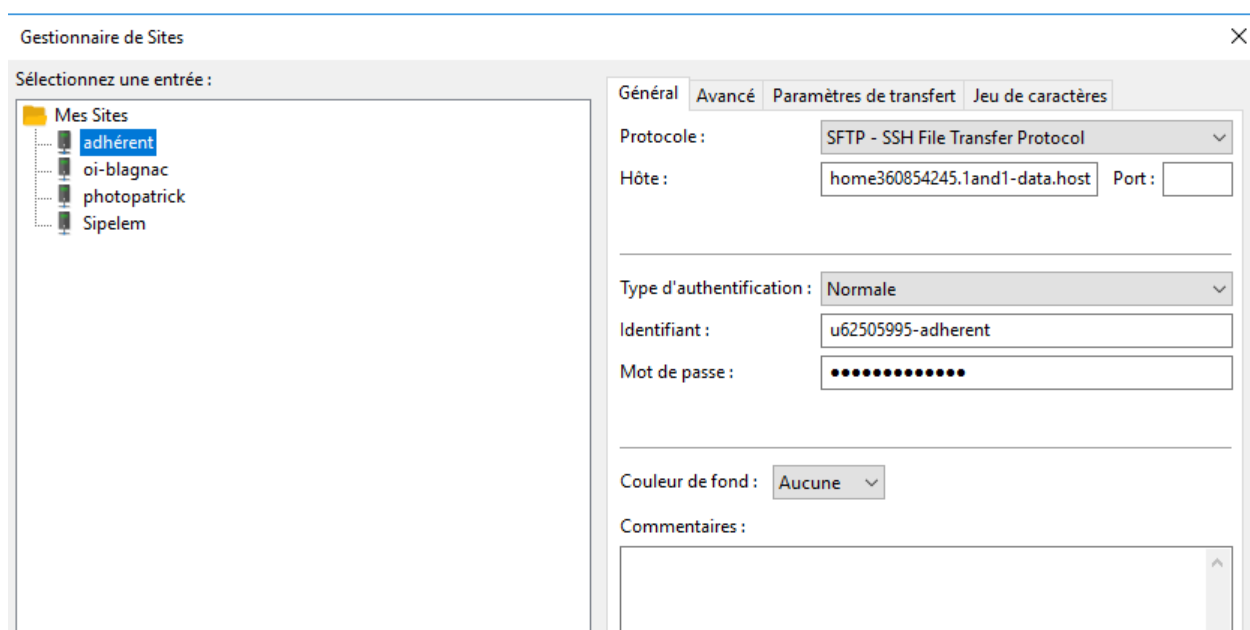 Gestionnaire de Sites
Sélectionnez une entrée :
Mes Sites
adhérent
oi-blagnac
photopatrick
Sipelem
Général Avancé Paramètres de transfert Jeu de caractères
Protocole : SFTP - SSH File Transfer Protocol
Hôte : home360854245.1and1-data.host Port :
Type d'authentification : Normale
Identifiant : u62505995-adherent
Mot de passe : •••••••••••••
Couleur de fond : Aucune
Commentaires :